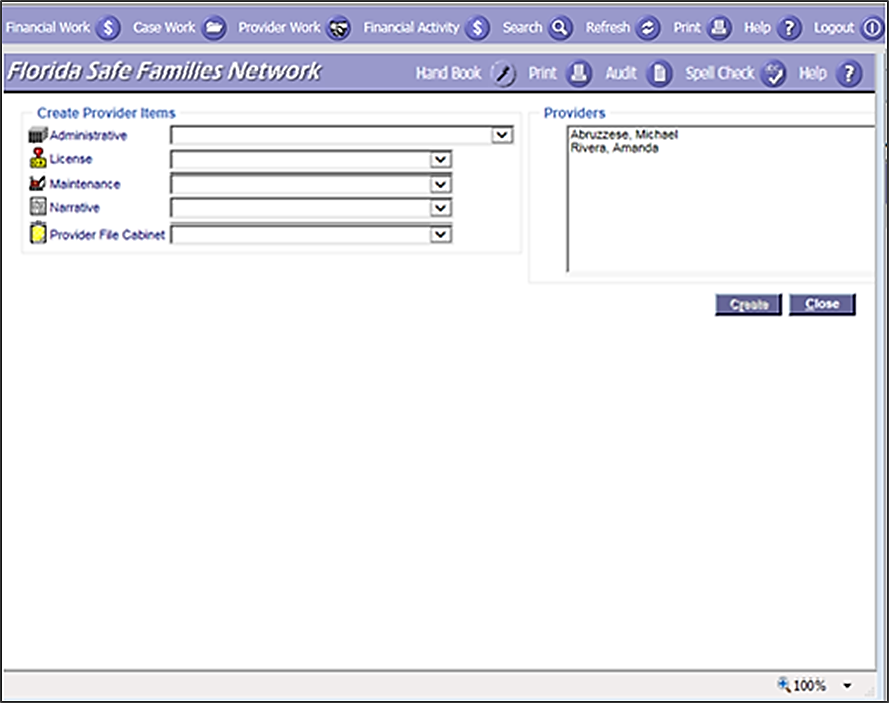 Financial Work Case Work Provider Work Financial Activity Search Refresh Print Help Logout
Florida Safe Families Network Hand Book Print Audit Spell Check Help
Create Provider Items
Administrative
License
Maintenance
Narrative
Provider File Cabinet
Providers
Abruzzese, Michael
Rivera, Amanda
Create Close
100%